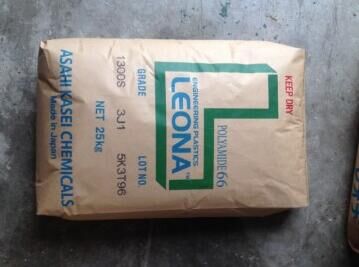 KEEP DRY
POLYAMIDE 66
ENGINEERING PLASTICS
LEONA™
GRADE LOT NO.
1300S 3J1 5K3T96
NET 25kg
ASAHI KASEI CHEMICALS
Made in Japan